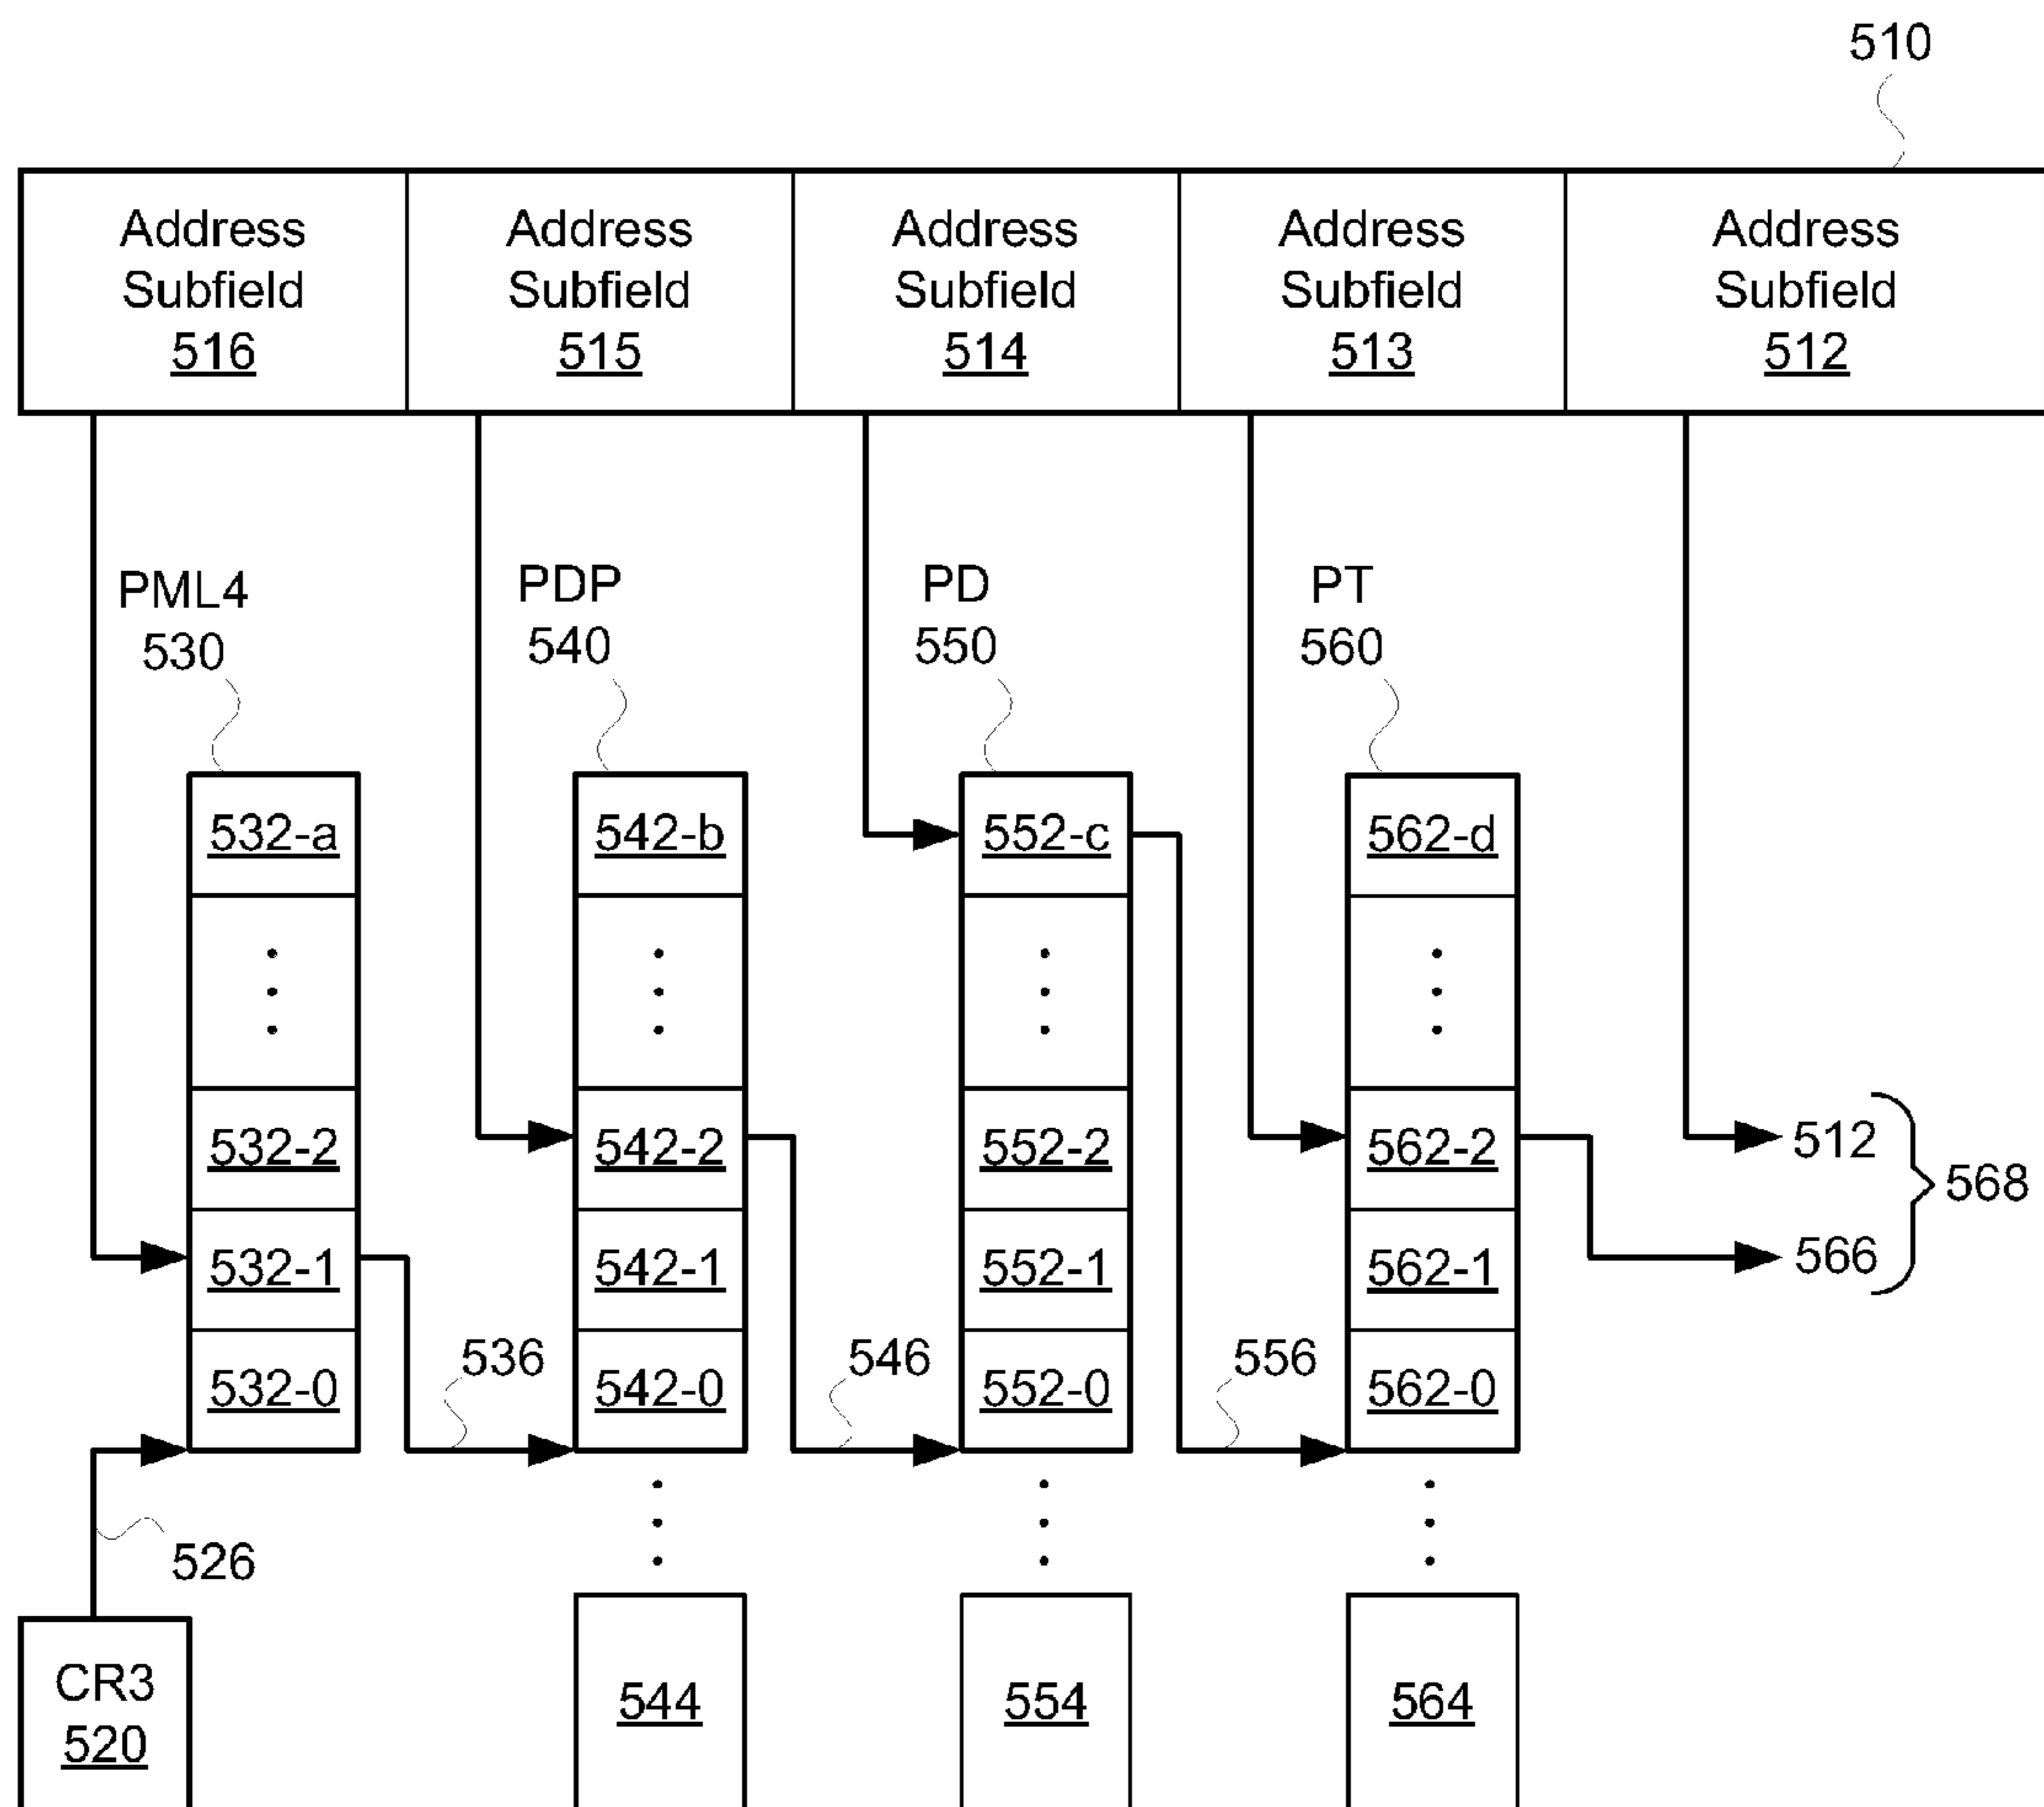 510
Address
Subfield
516
Address
Subfield
515
Address
Subfield
514
Address
Subfield
513
Address
Subfield
512
PML4
530
PDP
540
PD
550
PT
560
532-a
532-2
532-1
532-0
542-b
542-2
542-1
542-0
552-c
552-2
552-1
552-0
562-d
562-2
562-1
562-0
512
566
568
536
546
556
526
CR3
520
544
554
564